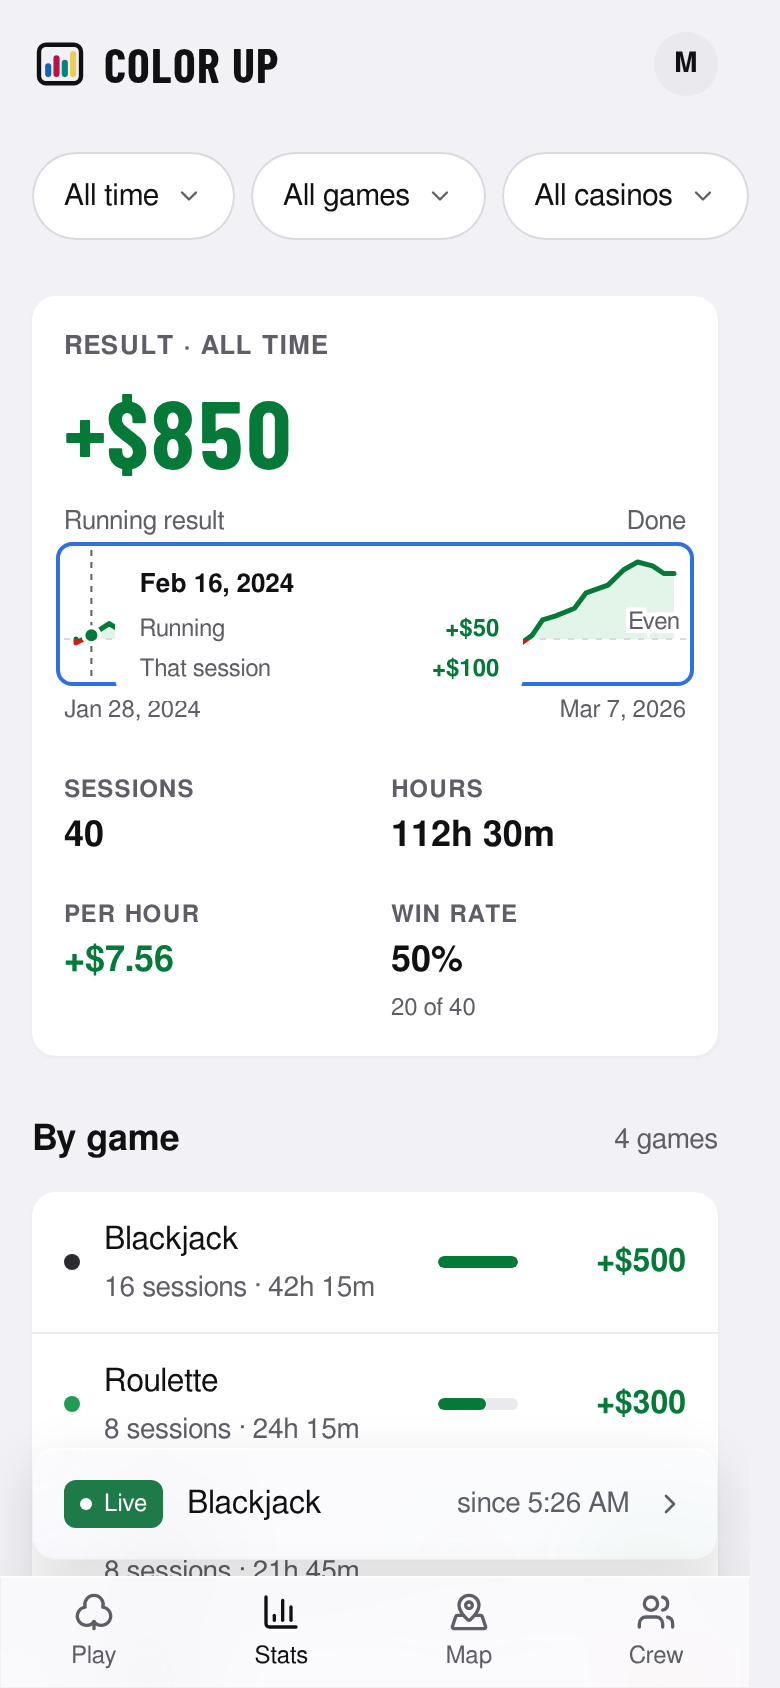 COLOR UP
M
All time
All games
All casinos
RESULT · ALL TIME
+$850
Running result
Done
Feb 16, 2024
Running
+$50
That session
+$100
Even
Jan 28, 2024
Mar 7, 2026
SESSIONS
HOURS
40
112h 30m
PER HOUR
WIN RATE
+$7.56
50%
20 of 40
By game
4 games
Blackjack
16 sessions · 42h 15m
+$500
Roulette
8 sessions · 24h 15m
+$300
Live
Blackjack
since 5:26 AM
8 sessions · 21h 45m
Play
Stats
Map
Crew